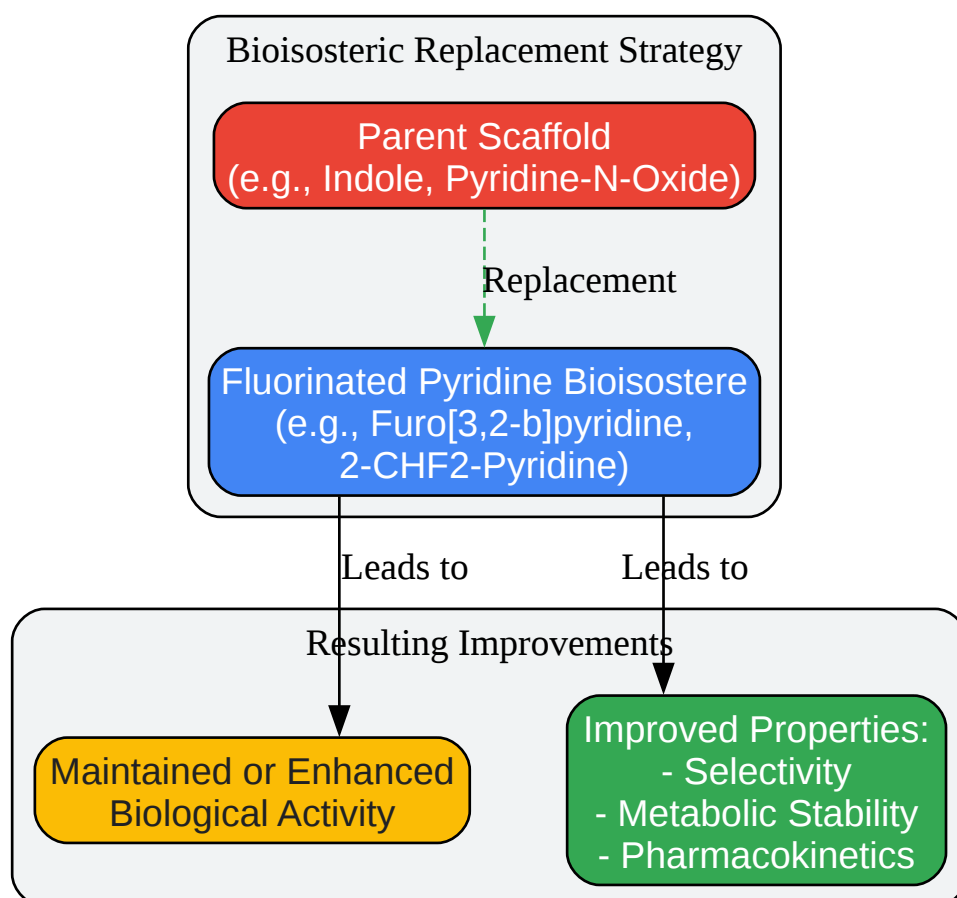 Bioisosteric Replacement Strategy
Parent Scaffold
(e.g., Indole, Pyridine-N-Oxide)
Replacement
Fluorinated Pyridine Bioisostere
(e.g., Furo[3,2-b]pyridine,
2-CHF2-Pyridine)
Leads to
Leads to
Resulting Improvements
Maintained or Enhanced
Biological Activity
Improved Properties:
- Selectivity
- Metabolic Stability
- Pharmacokinetics